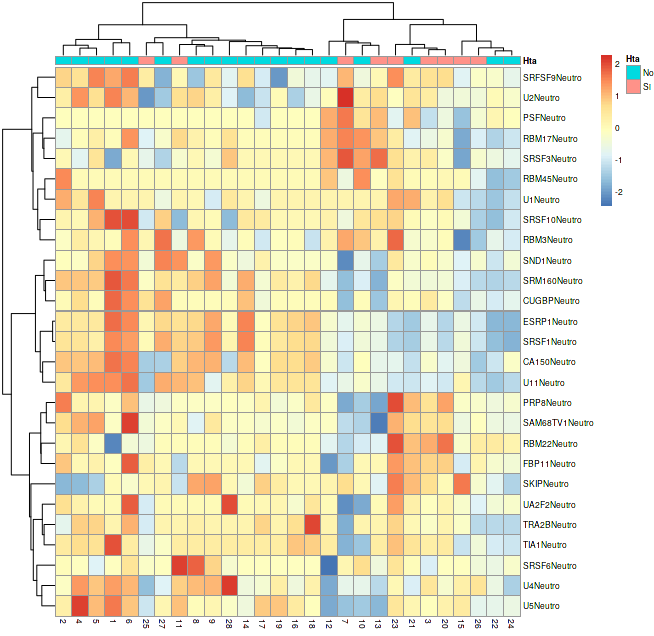 Hta
SRFSF9Neutro
U2Neutro
PSFNeutro
RBM17Neutro
SRSF3Neutro
RBM45Neutro
U1Neutro
SRSF10Neutro
RBM3Neutro
SND1Neutro
SRM160Neutro
CUGBPNeutro
ESRP1Neutro
SRSF1Neutro
CA150Neutro
U11Neutro
PRP8Neutro
SAM68TV1Neutro
RBM22Neutro
FBP11Neutro
SKIPNeutro
UA2F2Neutro
TRA2BNeutro
TIA1Neutro
SRSF6Neutro
U4Neutro
U5Neutro
2 4 5 1 6 25 27 11 8 9 28 14 17 19 16 18 12 7 10 13 23 21 3 20 15 26 22 24
2
1
0
-1
-2
Hta
No
SI